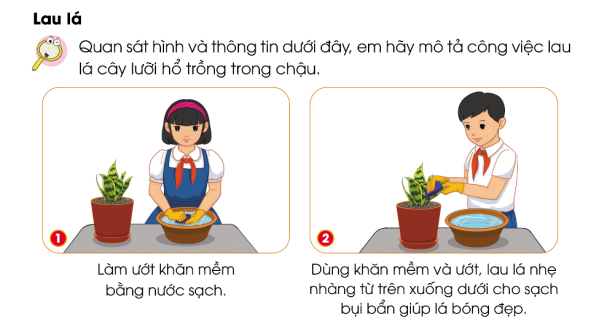 Lau lá
Quan sát hình và thông tin dưới đây, em hãy mô tả công việc lau
lá cây lưỡi hổ trồng trong chậu.
1
2
Làm ướt khăn mềm
bằng nước sạch.
Dùng khăn mềm và ướt, lau lá nhẹ
nhàng từ trên xuống dưới cho sạch
bụi bẩn giúp lá bóng đẹp.